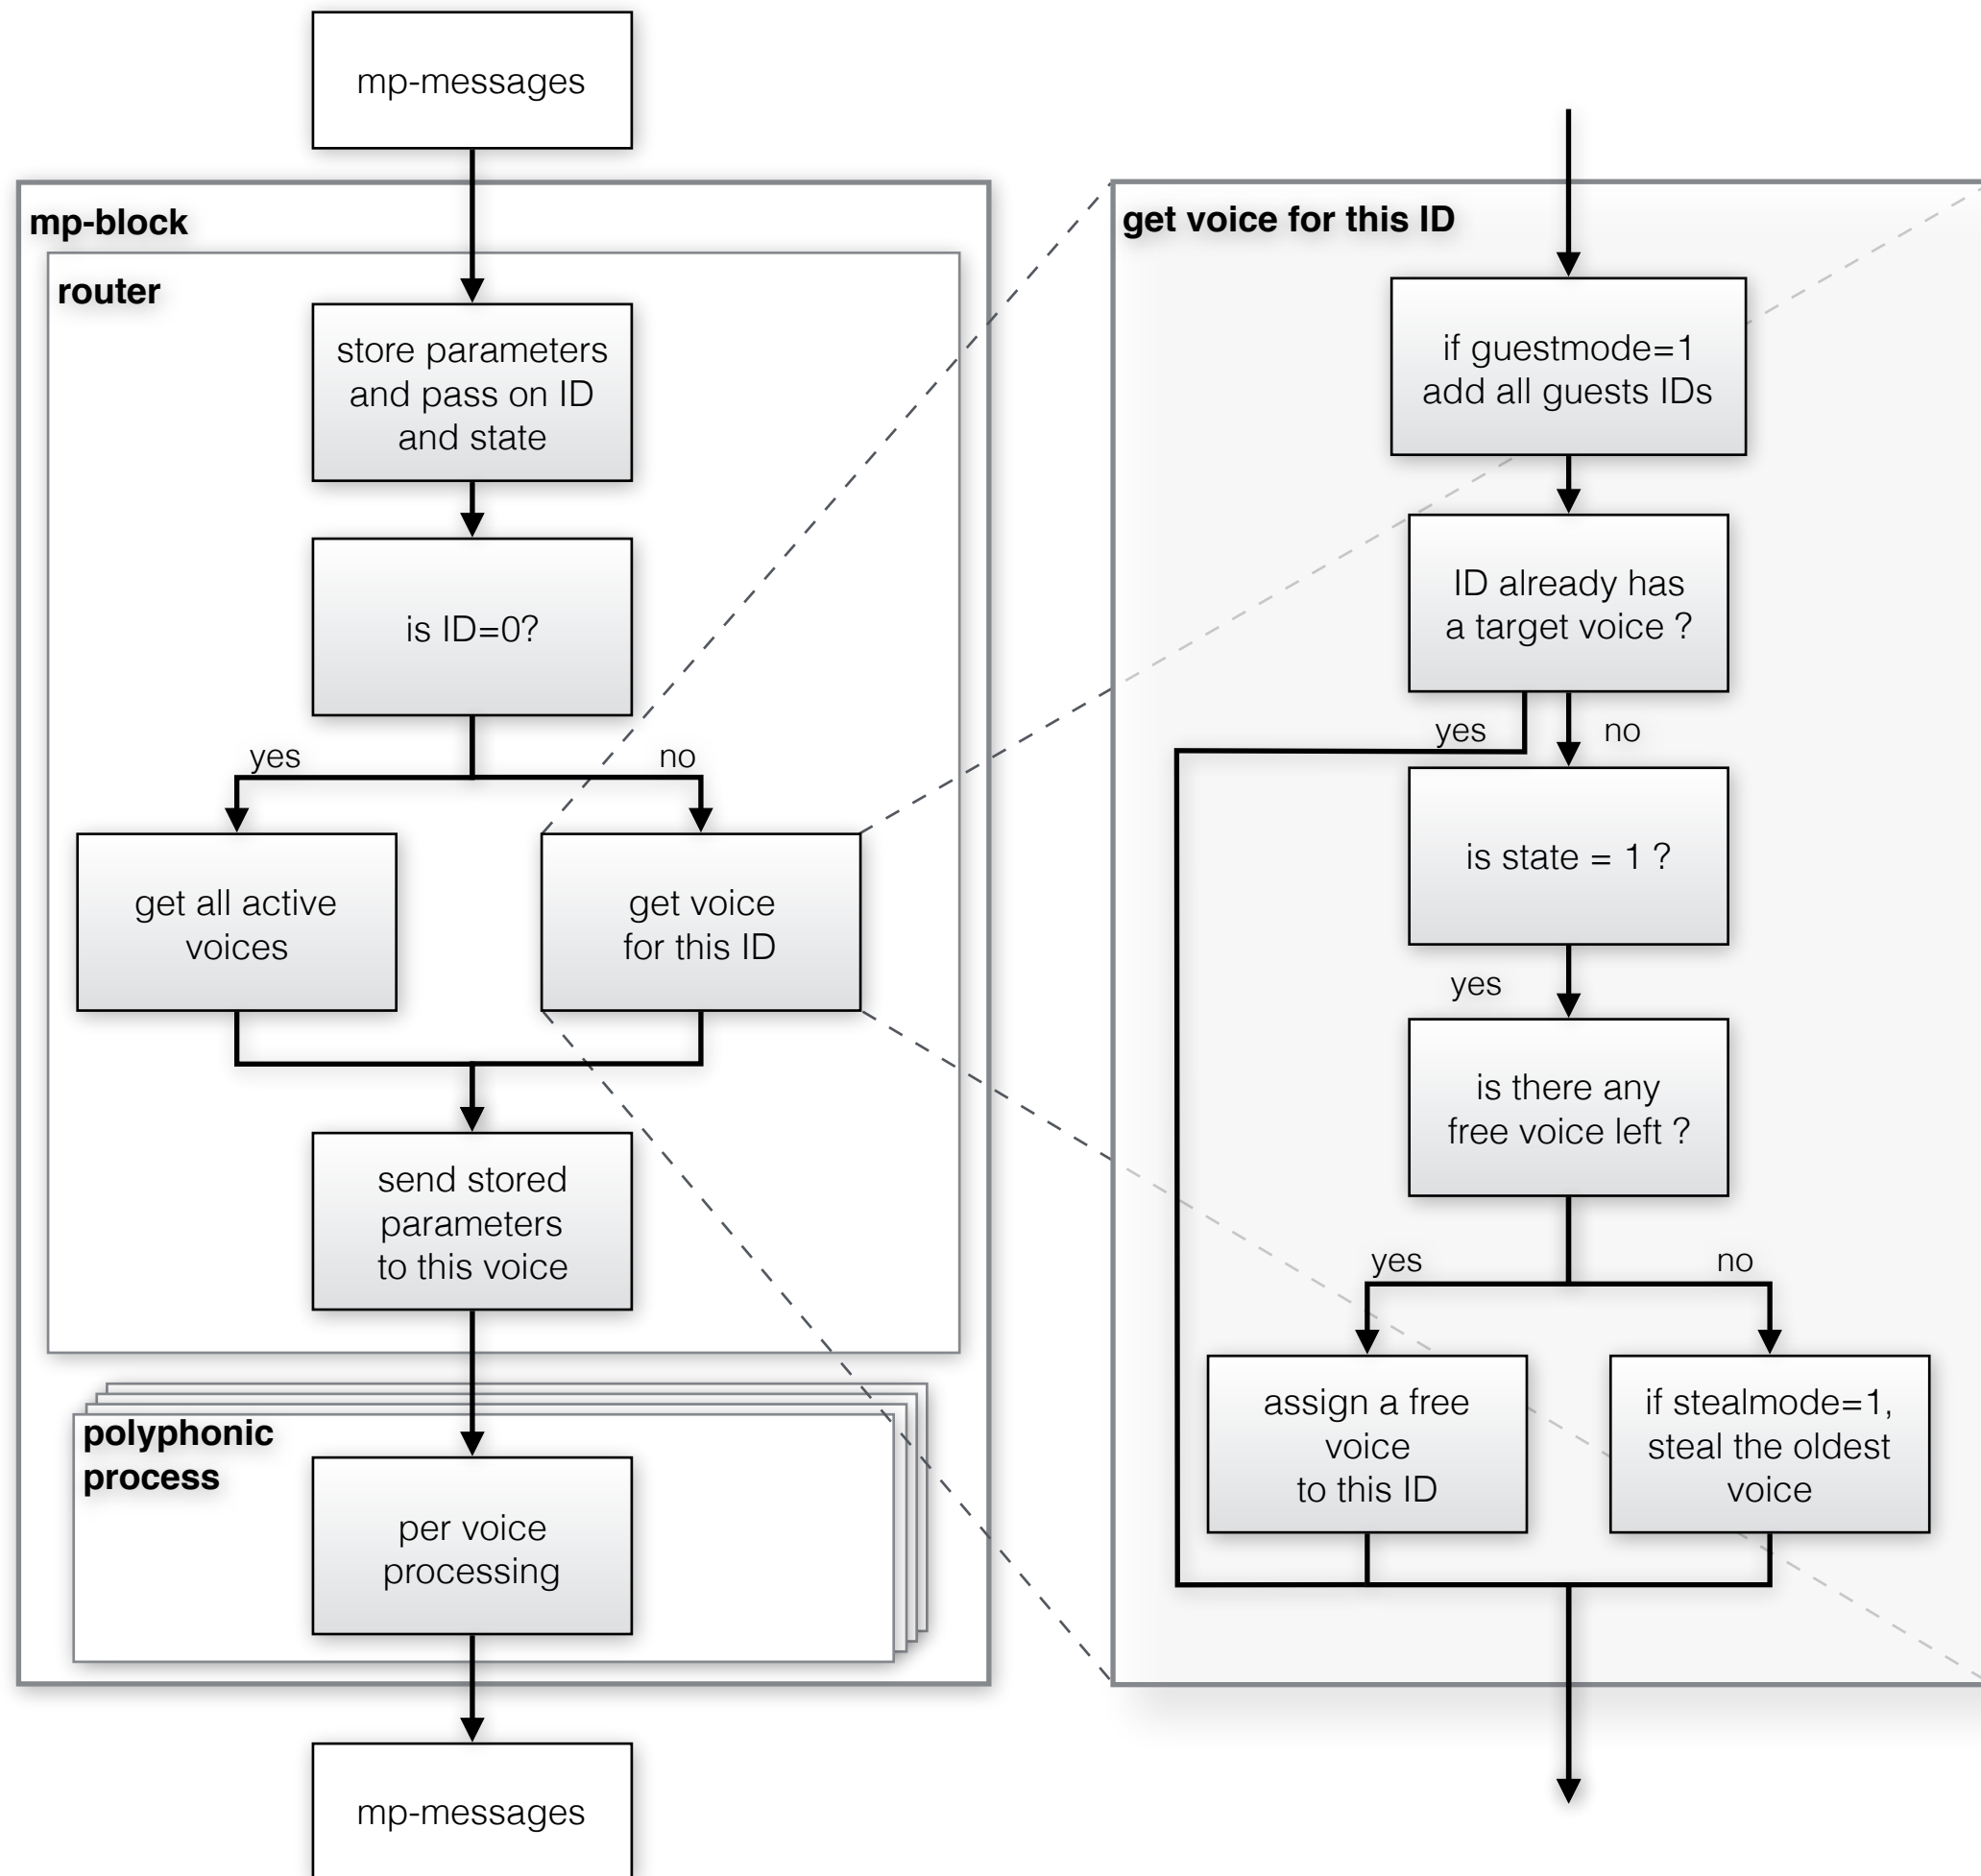 mp-messages
mp-block
router
store parameters
and pass on ID
and state
is ID=0?
yes
no
get all active
voices
get voice
for this ID
send stored
parameters
to this voice
polyphonic
process
per voice
processing
mp-messages
get voice for this ID
if guestmode=1
add all guests IDs
ID already has
a target voice ?
yes
no
is state = 1 ?
yes
is there any
free voice left ?
yes
no
assign a free
voice
to this ID
if stealmode=1,
steal the oldest
voice